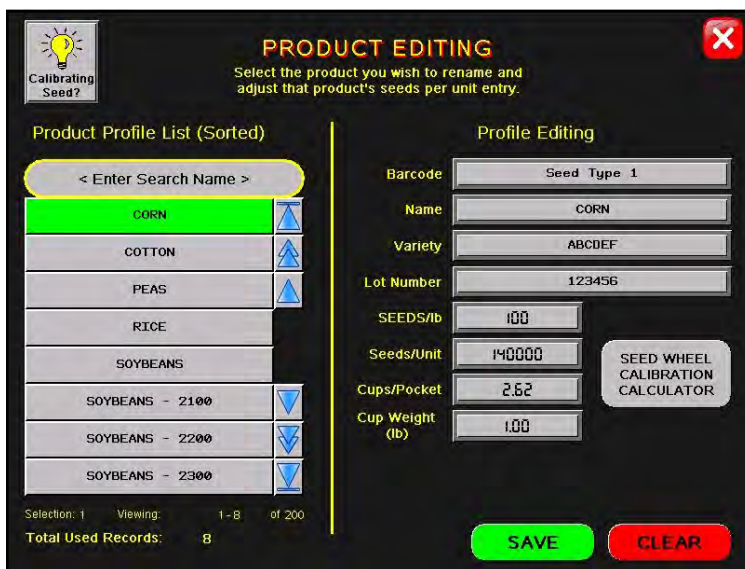 Calibrating
Seed?
PRODUCT EDITING
Select the product you wish to rename and
adjust that product's seeds per unit entry.
Product Profile List (Sorted)
< Enter Search Name >
CORN
COTTON
PEAS
RICE
SOYBEANS
SOYBEANS - 2100
SOYBEANS - 2200
SOYBEANS - 2300
Selection: 1 Viewing: 1 - 8 of 200
Total Used Records: 8
Profile Editing
Barcode Seed Type 1
Name CORN
Variety ABCDEF
Lot Number 123456
SEEDS/lb 100
Seeds/Unit 140000
Cups/Pocket 2.62
Cup Weight
(lb) 1.00
SEED WHEEL
CALIBRATION
CALCULATOR
SAVE CLEAR